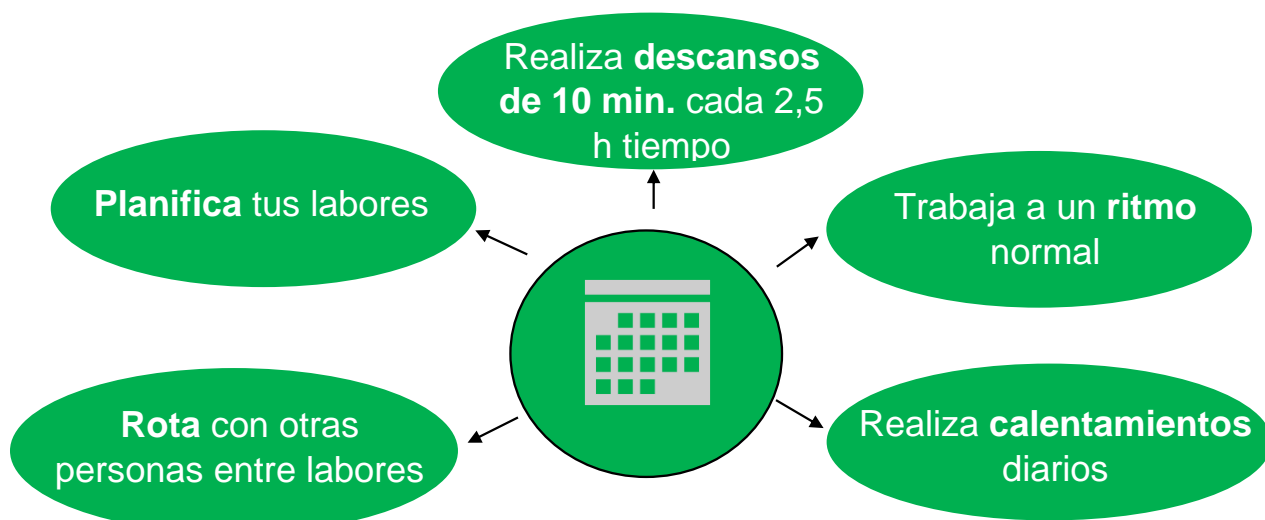 Realiza descansos
de 10 min. cada 2,5
h tiempo
Planifica tus labores
Trabaja a un ritmo
normal
Rota con otras
personas entre labores
Realiza calentamientos
diarios